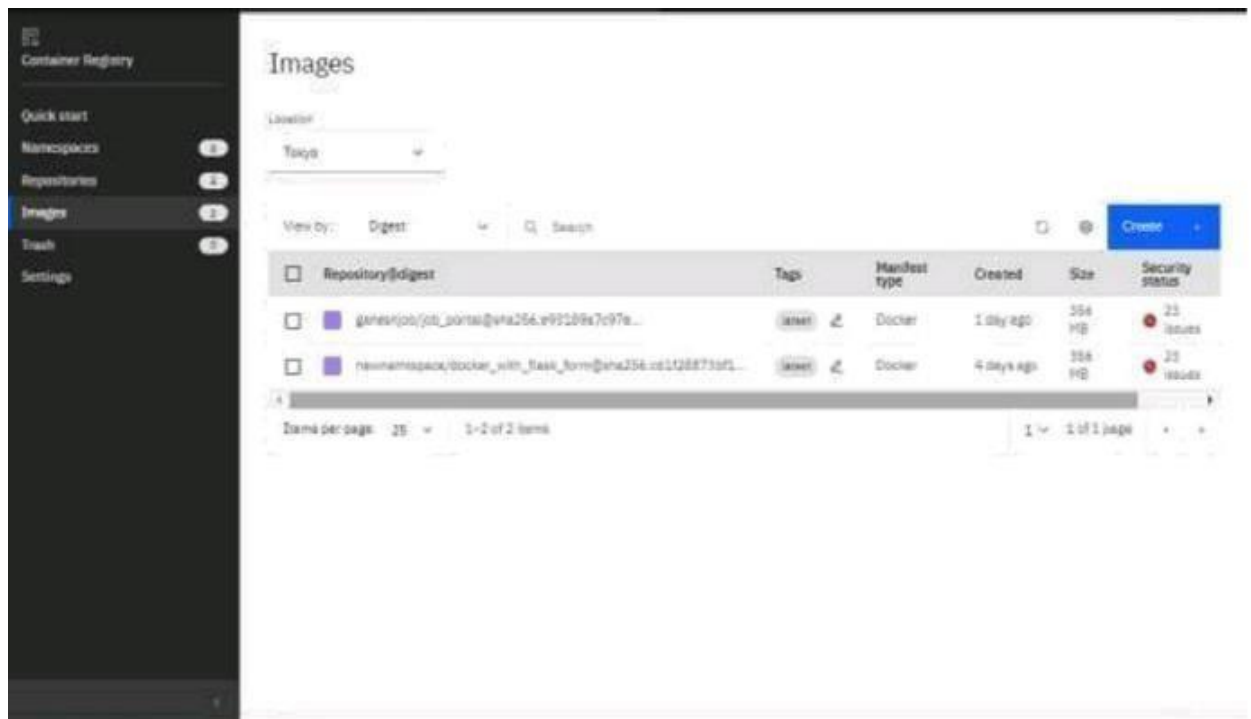 Container Registry
Quick start
Namespaces
Repositories
Images
Trash
Settings
Images
Location
Tokyo
View by: Digest Search Create +
Repository@digest Tags Manifest type Created Size Security status
latest Docker 1 day ago 356 MB 23 issues
latest Docker 4 days ago 356 MB 23 issues
Items per page 25 1-2 of 2 items 1 1 of 1 page